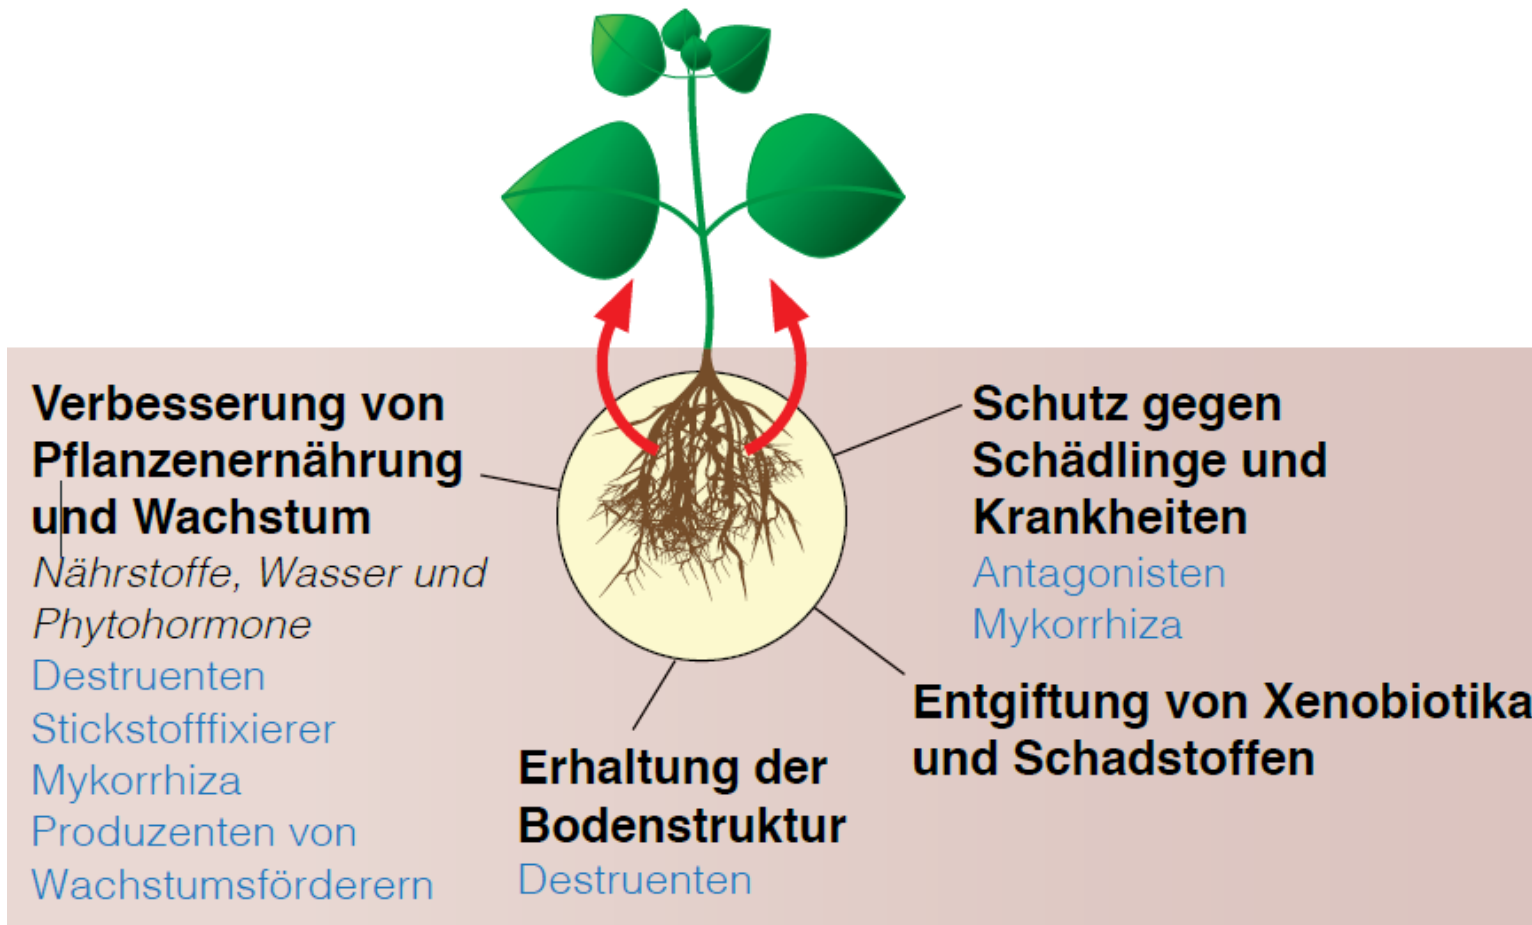 Verbesserung von
Pflanzenernährung
und Wachstum
Nährstoffe, Wasser und
Phytohormone
Destruenten
Stickstofffixierer
Mykorrhiza
Produzenten von
Wachstumsförderern
Erhaltung der
Bodenstruktur
Destruenten
Schutz gegen
Schädlinge und
Krankheiten
Antagonisten
Mykorrhiza
Entgiftung von Xenobiotika
und Schadstoffen